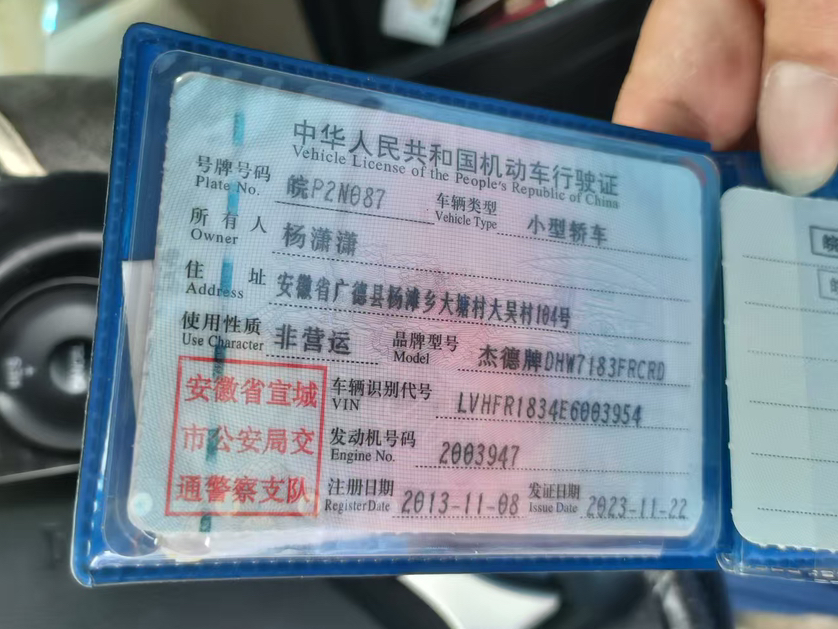 中华人民共和国机动车行驶证
Vehicle License of the People's Republic of China
号牌号码 皖P2N087 车辆类型 小型轿车
Plate No. Vehicle Type
所有人 杨潇潇
Owner
住址 安徽省广德县杨滩乡大塘村大吴村104号
Address
使用性质 非营运 品牌型号 杰德牌DHW7183FRCRD
Use Character Model
安徽省宣城
市公安局交
通警察支队
车辆识别代号 LVHFR1834E6003954
VIN
发动机号码 2003947
Engine No.
注册日期 2013-11-08 发证日期 2023-11-22
Register Date Issue Date